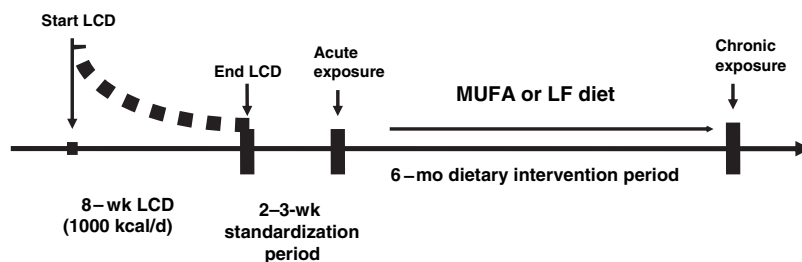 Start LCD
End LCD
Acute
exposure
Chronic
exposure
MUFA or LF diet
6–mo dietary intervention period
8–wk LCD
(1000 kcal/d)
2–3-wk
standardization
period